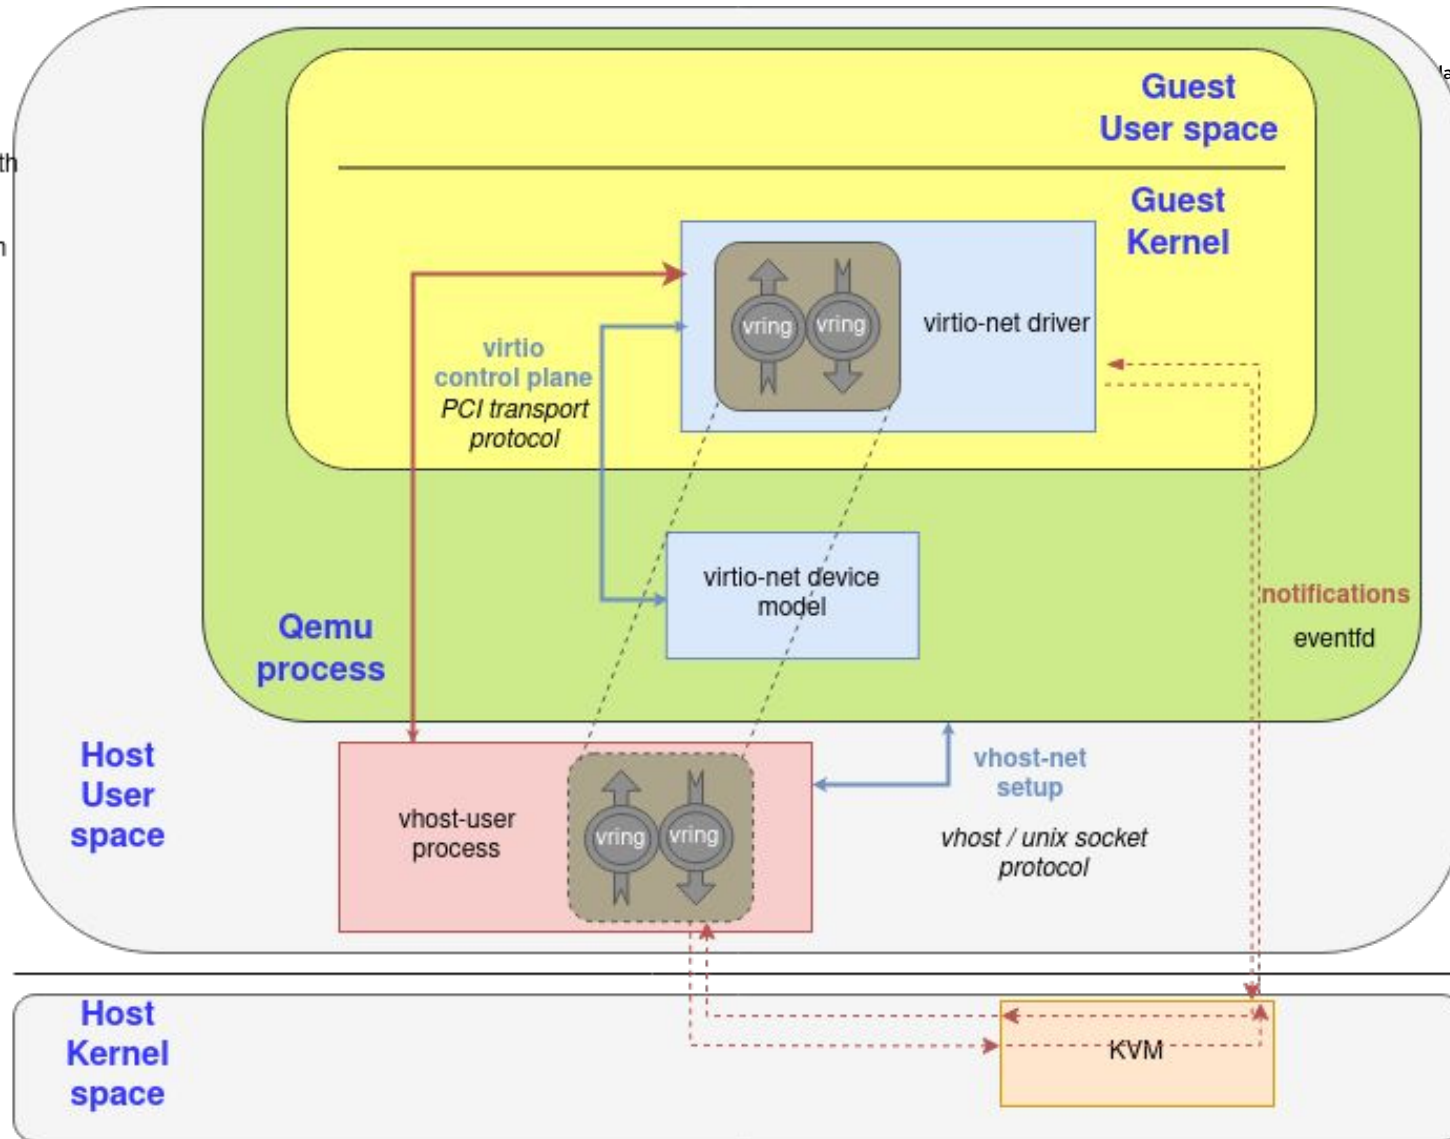 Guest
User space
Guest
Kernel
vring
vring
virtio-net driver
virtio
control plane
PCI transport
protocol
virtio-net device
model
notifications
eventfd
Qemu
process
Host
User
space
vhost-user
process
vring
vring
vhost-net
setup
vhost / unix socket
protocol
Host
Kernel
space
KVM